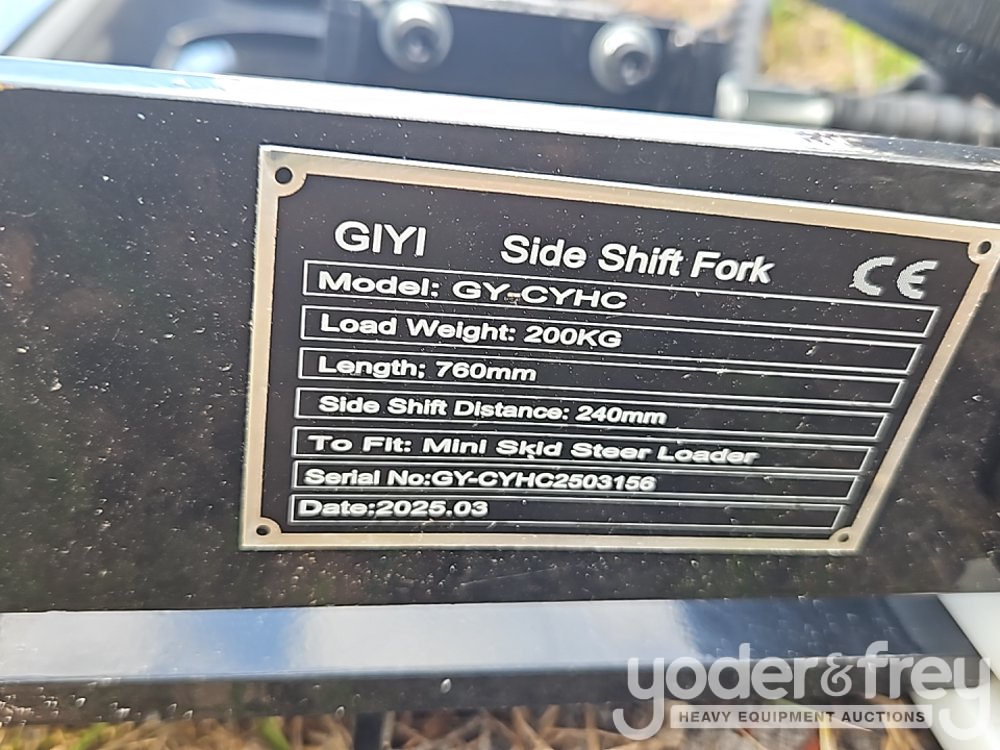 GIYI Side Shift Fork CE
Model: GY-CYHC
Load Weight: 200KG
Length; 760mm
Side Shift Distance: 240mm
To Fit: Mini Skid Steer Loader
Serial No:GY-CYHC2503156
Date;2025.03
yoder&frey
HEAVY EQUIPMENT AUCTIONS